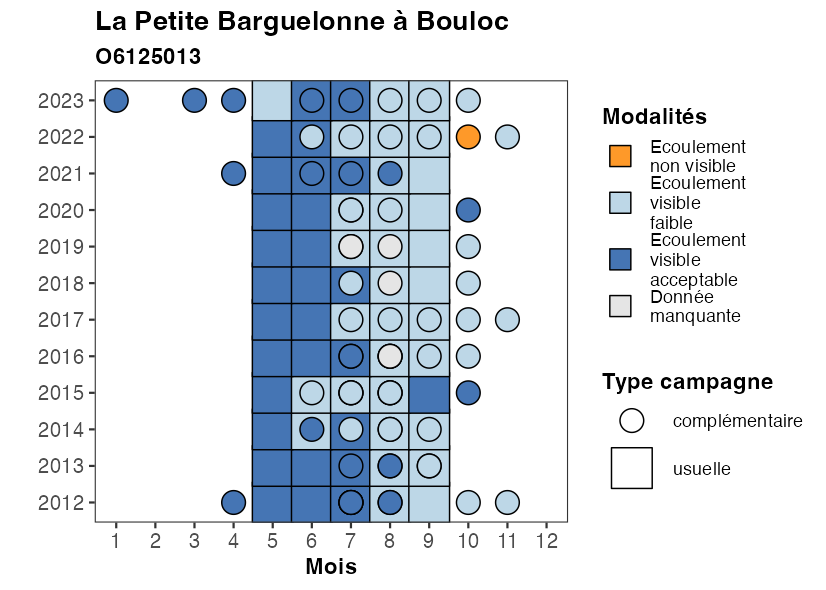 La Petite Barguelonne à Bouloc
O6125013
2023
2022
2021
2020
2019
2018
2017
2016
2015
2014
2013
2012
1 2 3 4 5 6 7 8 9 10 11 12
Mois
Modalités
Ecoulement
non visible
Ecoulement
visible
faible
Ecoulement
visible
acceptable
Donnée
manquante
Type campagne
complémentaire
usuelle